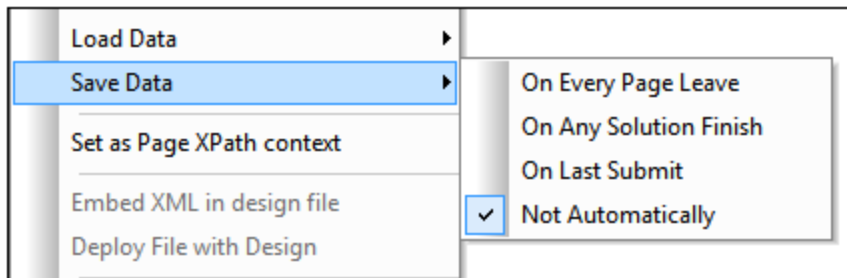 Load Data
Save Data
Set as Page XPath context
Embed XML in design file
Deploy File with Design
On Every Page Leave
On Any Solution Finish
On Last Submit
Not Automatically